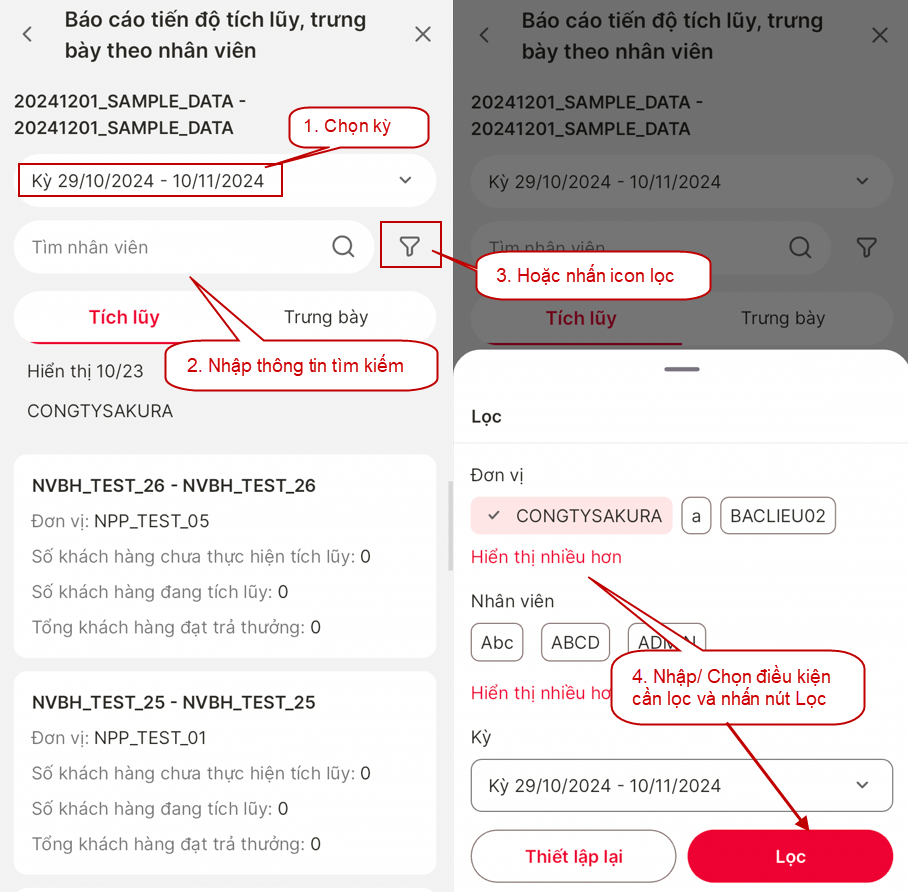 Báo cáo tiến độ tích lũy, trưng
bày theo nhân viên
20241201_SAMPLE_DATA -
20241201_SAMPLE_DATA
1. Chọn kỳ
Kỳ 29/10/2024 - 10/11/2024
Tìm nhân viên
Tích lũy
Trưng bày
2. Nhập thông tin tìm kiếm
Hiển thị 10/23
CONGTYSAKURA
NVBH_TEST_26 - NVBH_TEST_26
Đơn vị: NPP_TEST_05
Số khách hàng chưa thực hiện tích lũy: 0
Số khách hàng đang tích lũy: 0
Tổng khách hàng đạt trả thưởng: 0
NVBH_TEST_25 - NVBH_TEST_25
Đơn vị: NPP_TEST_01
Số khách hàng chưa thực hiện tích lũy: 0
Số khách hàng đang tích lũy: 0
Tổng khách hàng đạt trả thưởng: 0
Báo cáo tiến độ tích lũy, trưng
bày theo nhân viên
20241201_SAMPLE_DATA -
20241201_SAMPLE_DATA
Kỳ 29/10/2024 - 10/11/2024
Tìm nhân viên
3. Hoặc nhấn icon lọc
Tích lũy
Trưng bày
Lọc
Đơn vị
CONGTYSAKURA
a
BACLIEU02
Hiển thị nhiều hơn
Nhân viên
Abc
ABCD
ADMIN
4. Nhập/ Chọn điều kiện
cần lọc và nhấn nút Lọc
Hiển thị nhiều
Kỳ
Kỳ 29/10/2024 - 10/11/2024
Thiết lập lại
Lọc